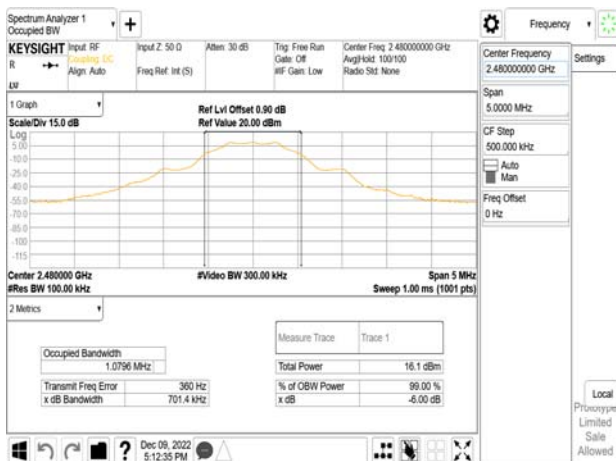 Spectrum Analyzer 1
Occupied BW
Frequency
KEYSIGHT
R
LVI
Input: RF
Coupling: DC
Align: Auto
Input Z: 50 Ω
Freq Ref: Int (S)
Atten: 30 dB
Trig: Free Run
Gate: Off
#IF Gain: Low
Center Freq: 2.480000000 GHz
Avg|Hold: 100/100
Radio Std: None
1 Graph
Scale/Div 15.0 dB
Ref Lvl Offset 0.90 dB
Ref Value 20.00 dBm
Log
5.00
-10.0
-25.0
-40.0
-55.0
-70.0
-85.0
-100
-115
Center 2.480000 GHz
#Res BW 100.00 kHz
#Video BW 300.00 kHz
Span 5 MHz
Sweep 1.00 ms (1001 pts)
2 Metrics
Occupied Bandwidth
1.0796 MHz
Transmit Freq Error 360 Hz
x dB Bandwidth 701.4 kHz
Measure Trace Trace 1
Total Power 16.1 dBm
% of OBW Power 99.00 %
x dB -6.00 dB
Center Frequency
2.480000000 GHz
Span
5.0000 MHz
CF Step
500.000 kHz
Auto
Man
Freq Offset
0 Hz
Settings
Local
Prototype
Limited
Sale
Allowed
?
Dec 09, 2022
5:12:35 PM